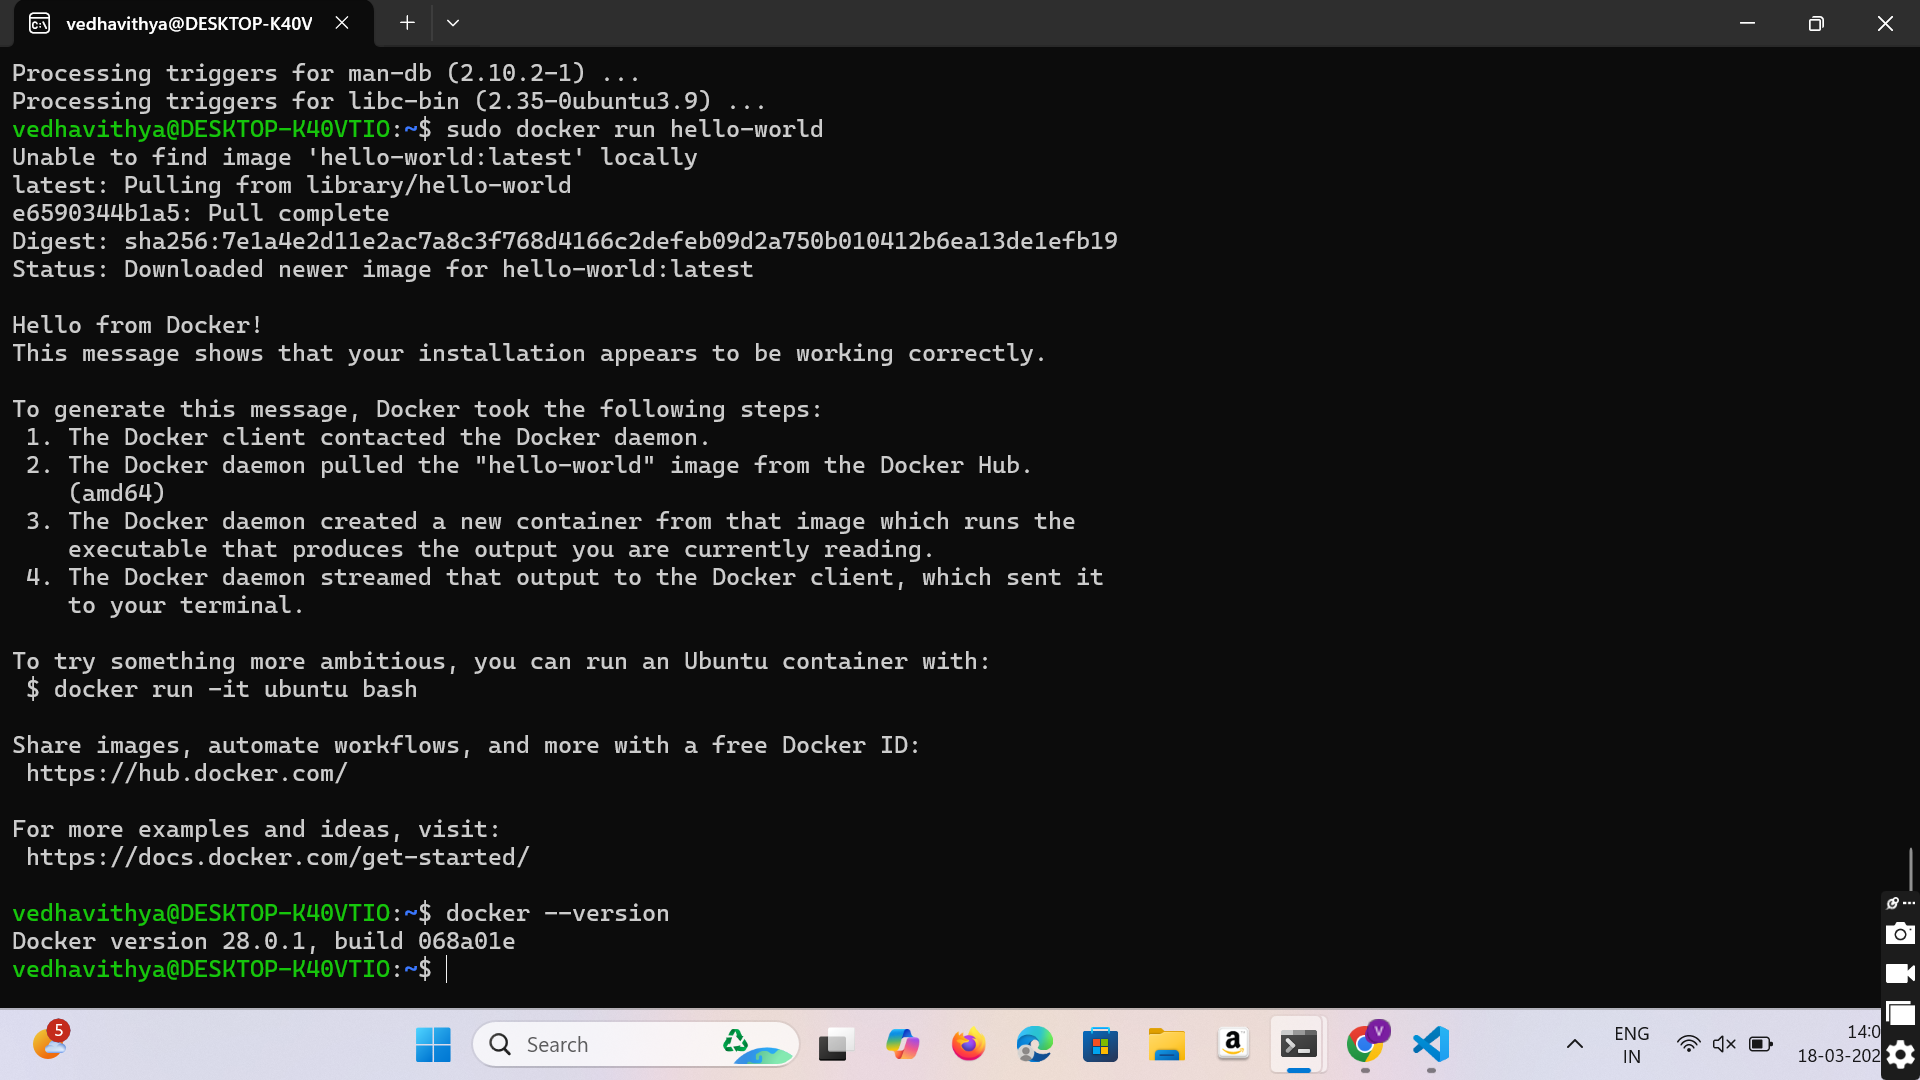 vedhavithya@DESKTOP-K40V
Processing triggers for man-db (2.10.2-1) ...
Processing triggers for libc-bin (2.35-0ubuntu3.9) ...
vedhavithya@DESKTOP-K40VTIO:~$ sudo docker run hello-world
Unable to find image 'hello-world:latest' locally
latest: Pulling from library/hello-world
e6590344b1a5: Pull complete
Digest: sha256:7e1a4e2d11e2ac7a8c3f768d4166c2defeb09d2a750b010412b6ea13de1efb19
Status: Downloaded newer image for hello-world:latest
Hello from Docker!
This message shows that your installation appears to be working correctly.
To generate this message, Docker took the following steps:
1. The Docker client contacted the Docker daemon.
2. The Docker daemon pulled the "hello-world" image from the Docker Hub.
(amd64)
3. The Docker daemon created a new container from that image which runs the
executable that produces the output you are currently reading.
4. The Docker daemon streamed that output to the Docker client, which sent it
to your terminal.
To try something more ambitious, you can run an Ubuntu container with:
$ docker run -it ubuntu bash
Share images, automate workflows, and more with a free Docker ID:
https://hub.docker.com/
For more examples and ideas, visit:
https://docs.docker.com/get-started/
vedhavithya@DESKTOP-K40VTIO:~$ docker --version
Docker version 28.0.1, build 068a01e
vedhavithya@DESKTOP-K40VTIO:~$
5
Search
a
V
ENG
IN
14:0
18-03-202